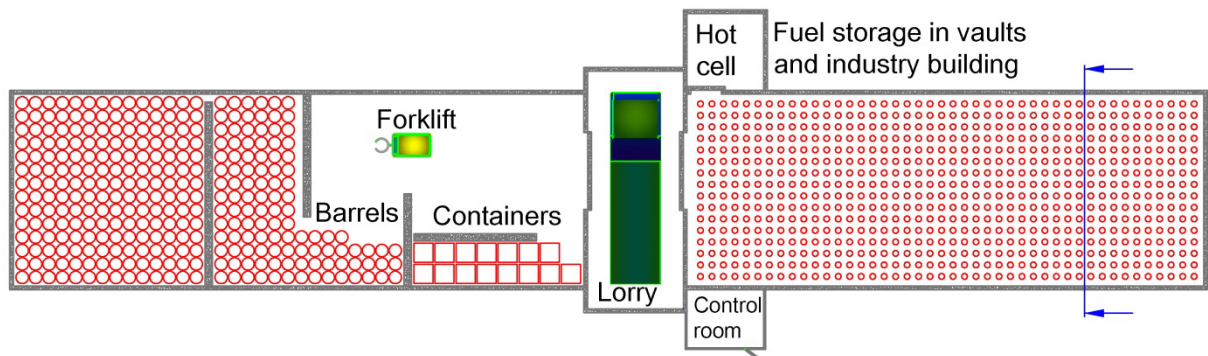 Hot
cell
Fuel storage in vaults
and industry building
Forklift
Barrels
Containers
Lorry
Control
room